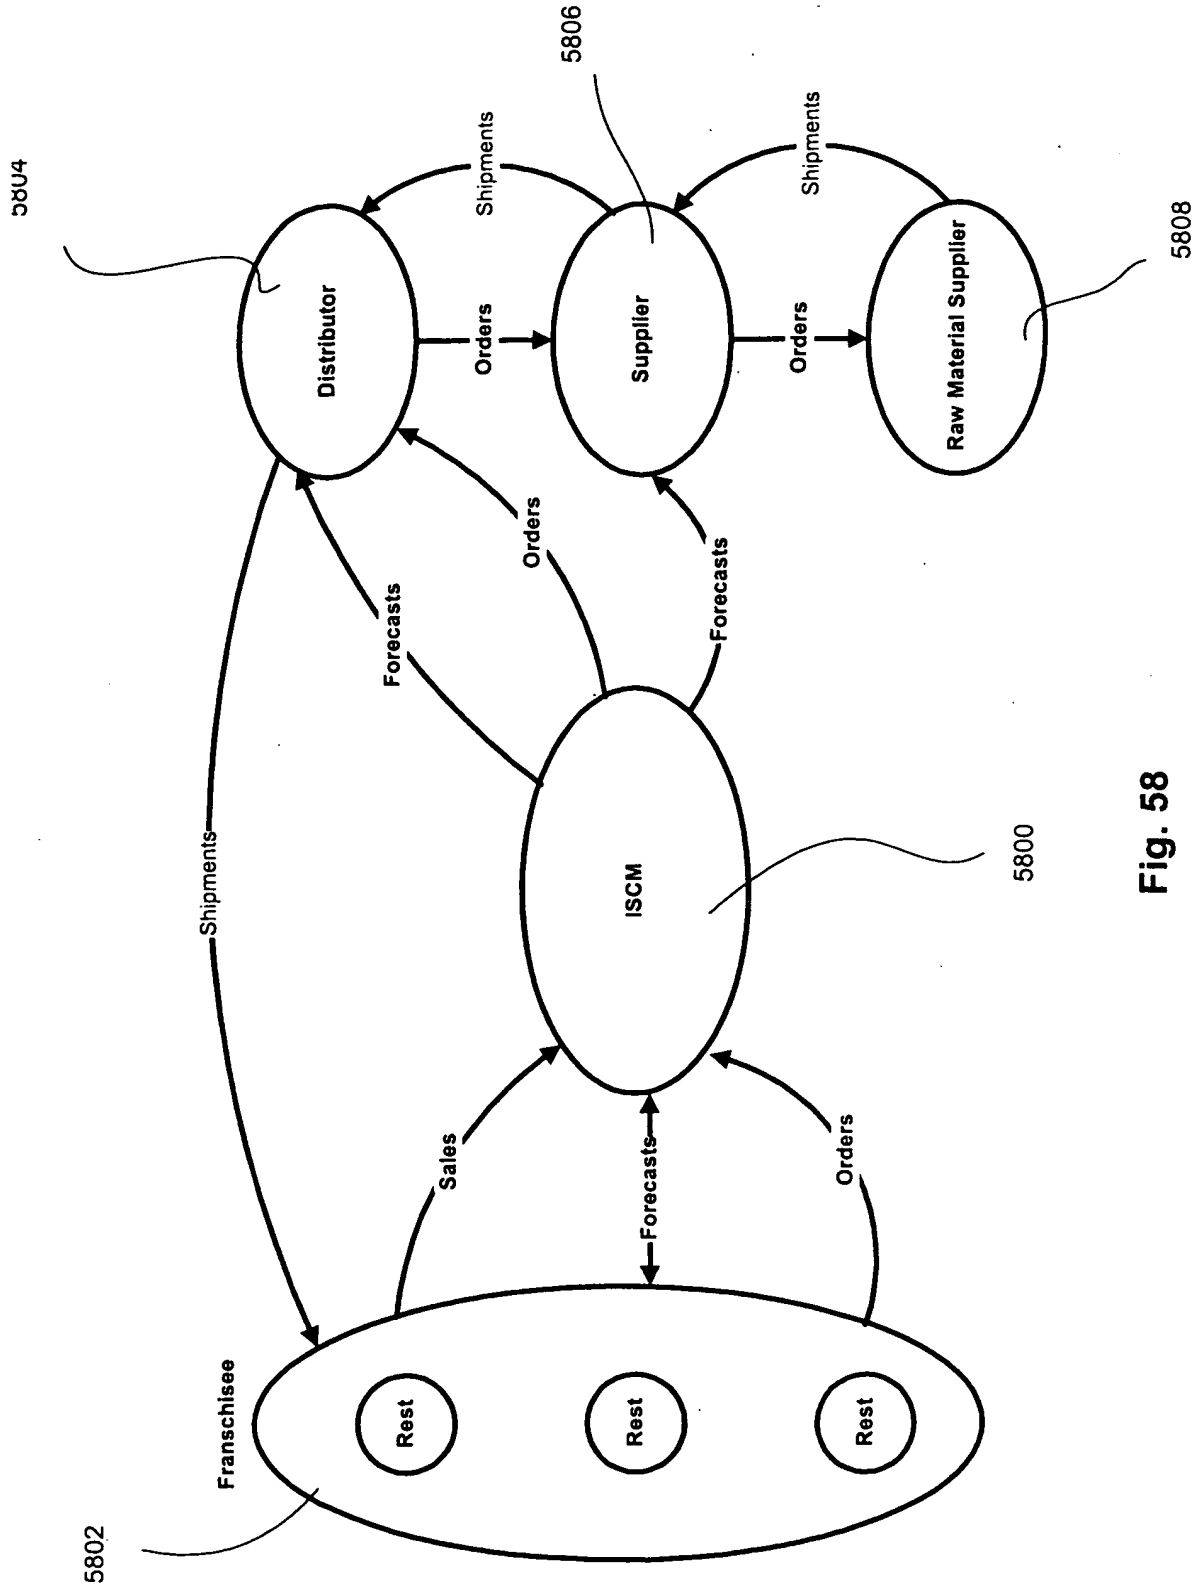 5802
Franschisee
Rest
Rest
Rest
Shipments
Sales
Forecasts
Orders
ISCM
5800
Forecasts
Orders
Forecasts
5804
Distributor
Orders
Shipments
5806
Supplier
Orders
Shipments
Raw Material Supplier
5808
Fig. 58